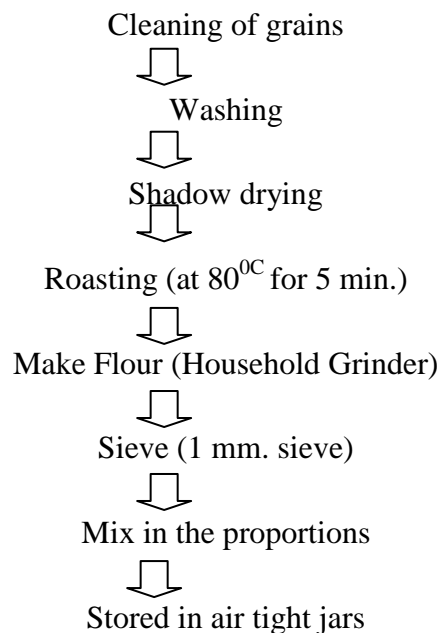 Cleaning of grains
Washing
Shadow drying
Roasting (at 80⁰ᶜ for 5 min.)
Make Flour (Household Grinder)
Sieve (1 mm. sieve)
Mix in the proportions
Stored in air tight jars